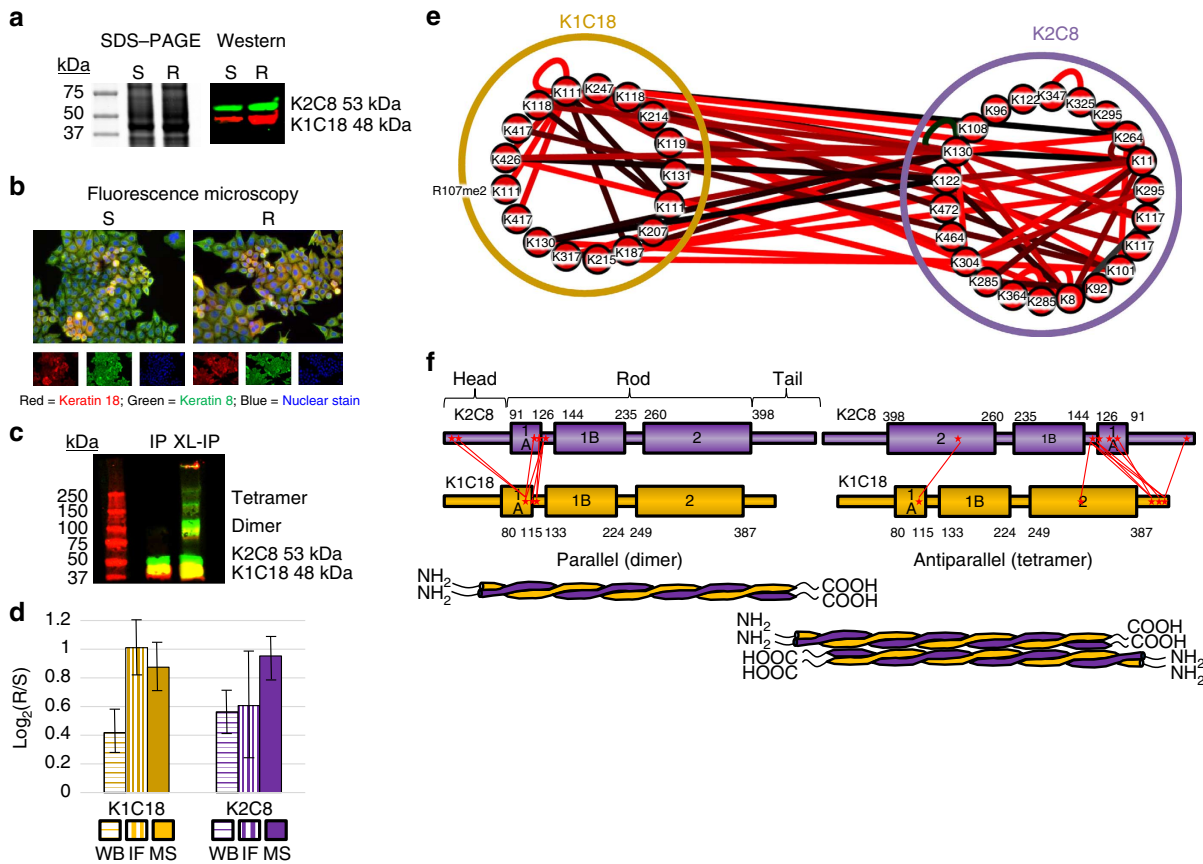 a
SDS–PAGE Western
kDa S R S R
75
50
37
K2C8 53 kDa
K1C18 48 kDa
b
Fluorescence microscopy
S R
Red = Keratin 18; Green = Keratin 8; Blue = Nuclear stain
c
kDa IP XL-IP
250
150
100
75
50
37
Tetramer
Dimer
K2C8 53 kDa
K1C18 48 kDa
d
Log2(R/S)
1.2
1
0.8
0.6
0.4
0.2
0
K1C18 K2C8
WB IF MS WB IF MS
e
K1C18
K111
K247
K118
K214
K119
K131
K111
K207
K187
K215
K317
K130
K417
R107me2 K111
K426
K417
K118
K2C8
K347
K325
K295
K264
K11
K295
K117
K117
K101
K92
K8
K285
K364
K285
K304
K464
K472
K122
K130
K108
K96
K122
f
Head Rod Tail
K2C8 91 126 144 235 260 398
1A 1B 2
K1C18
1A 1B 2
80 115 133 224 249 387
Parallel (dimer)
K2C8 398 260 235 144 126 91
2 1B 1A
K1C18
1A 1B 2
80 115 133 224 249 387
Antiparallel (tetramer)
NH2 COOH
NH2 COOH
NH2 COOH
NH2 COOH
HOOC NH2
HOOC NH2